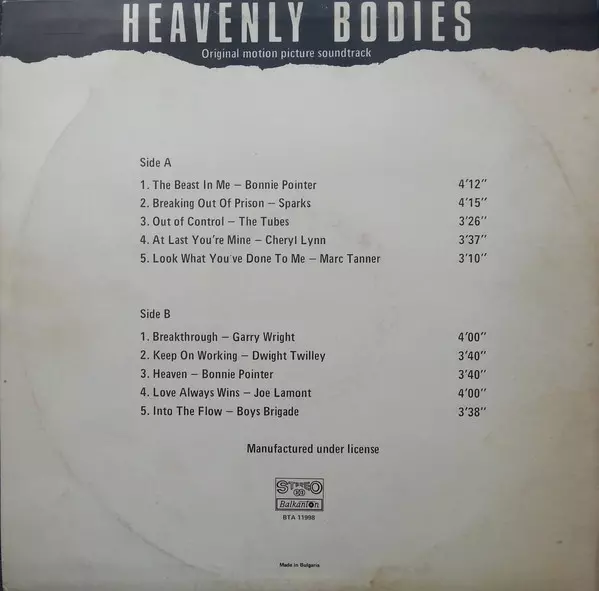 HEAVENLY BODIES
Original motion picture soundtrack
Side A
1. The Beast In Me – Bonnie Pointer 4'12"
2. Breaking Out Of Prison – Sparks 4'15"
3. Out of Control – The Tubes 3'26"
4. At Last You're Mine – Cheryl Lynn 3'37"
5. Look What You've Done To Me – Marc Tanner 3'10"
Side B
1. Breakthrough – Garry Wright 4'00"
2. Keep On Working – Dwight Twilley 3'40"
3. Heaven – Bonnie Pointer 3'40"
4. Love Always Wins – Joe Lamont 4'00"
5. Into The Flow – Boys Brigade 3'38"
Manufactured under license
STEREO
33
Balkanton
BTA 11998
Made in Bulgaria